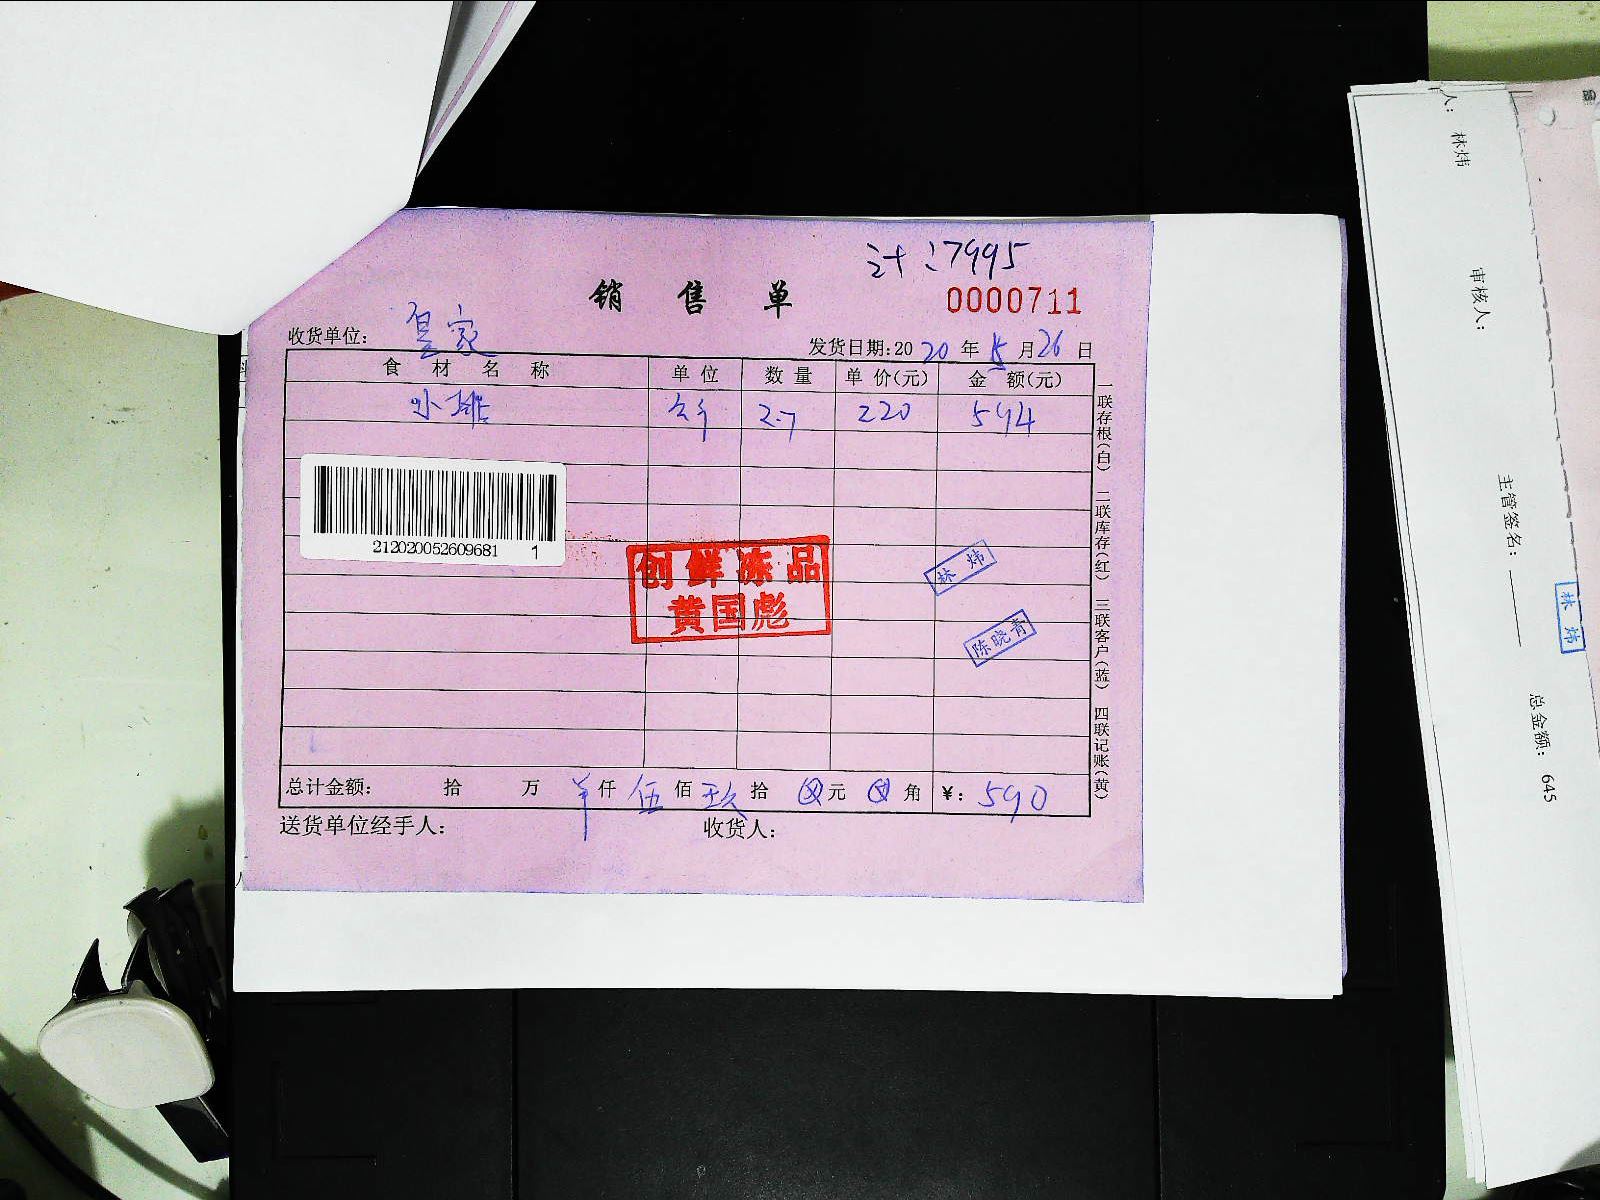 计:7995
销售单
0000711
收货单位: 皇家
发货日期:2020年5月26日
食材名称 单位 数量 单价(元) 金额(元)
小排 斤 2.7 220 594
212020052609681 1
创鲜冻品
黄国彪
林炜
陈晓青
总计金额: 拾 万 仟 伍 佰 玖 拾 元 角 ¥: 590
送货单位经手人: 收货人:
一联存根(白) 二联库存(红) 三联客户(蓝) 四联记账(黄)
人: 林炜
审核人:
主管签名:
林炜
总金额: 645